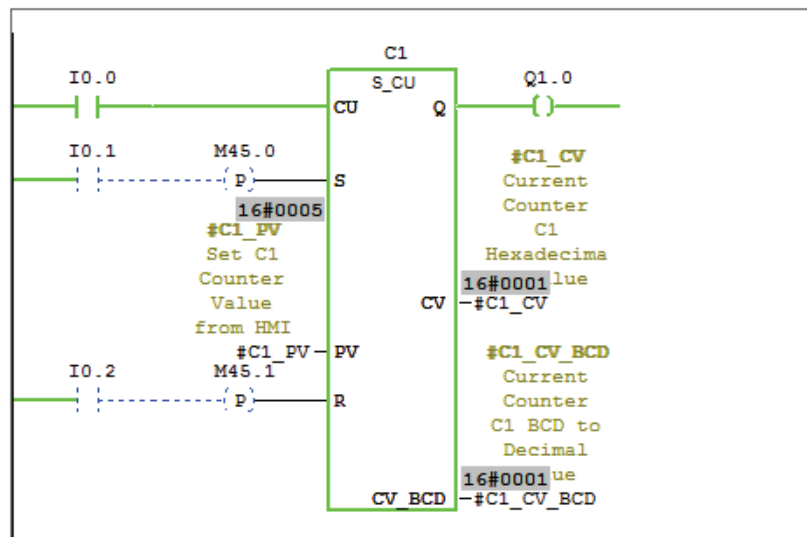 C1
I0.0
S_CU
Q1.0
CU
Q
I0.1
M45.0
P
S
16#0005
#C1_PV
Set C1
Counter
Value
from HMI
#C1_PV
PV
#C1_CV
Current
Counter
C1
Hexadecima
16#0001
lue
CV
#C1_CV
I0.2
M45.1
P
R
#C1_CV_BCD
Current
Counter
C1 BCD to
Decimal
16#0001
ue
CV_BCD
#C1_CV_BCD